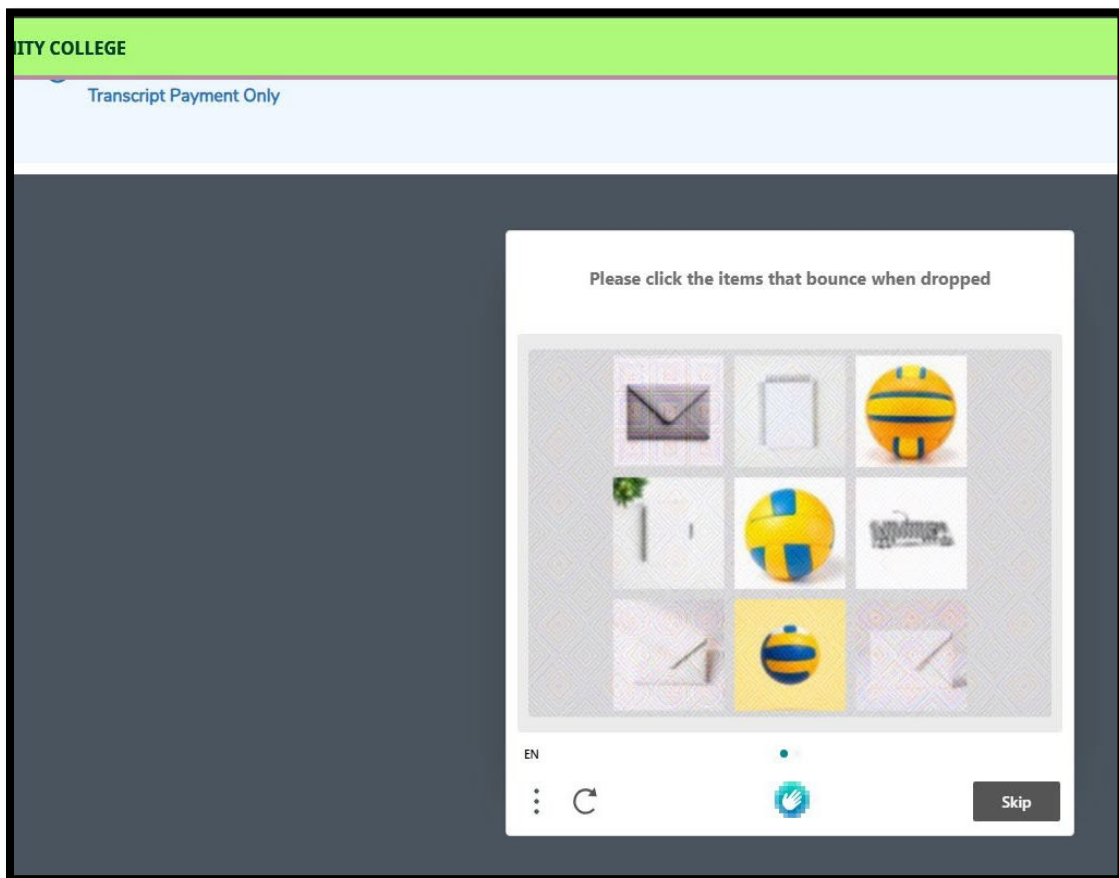 ITY COLLEGE
Transcript Payment Only
Please click the items that bounce when dropped
EN
Skip